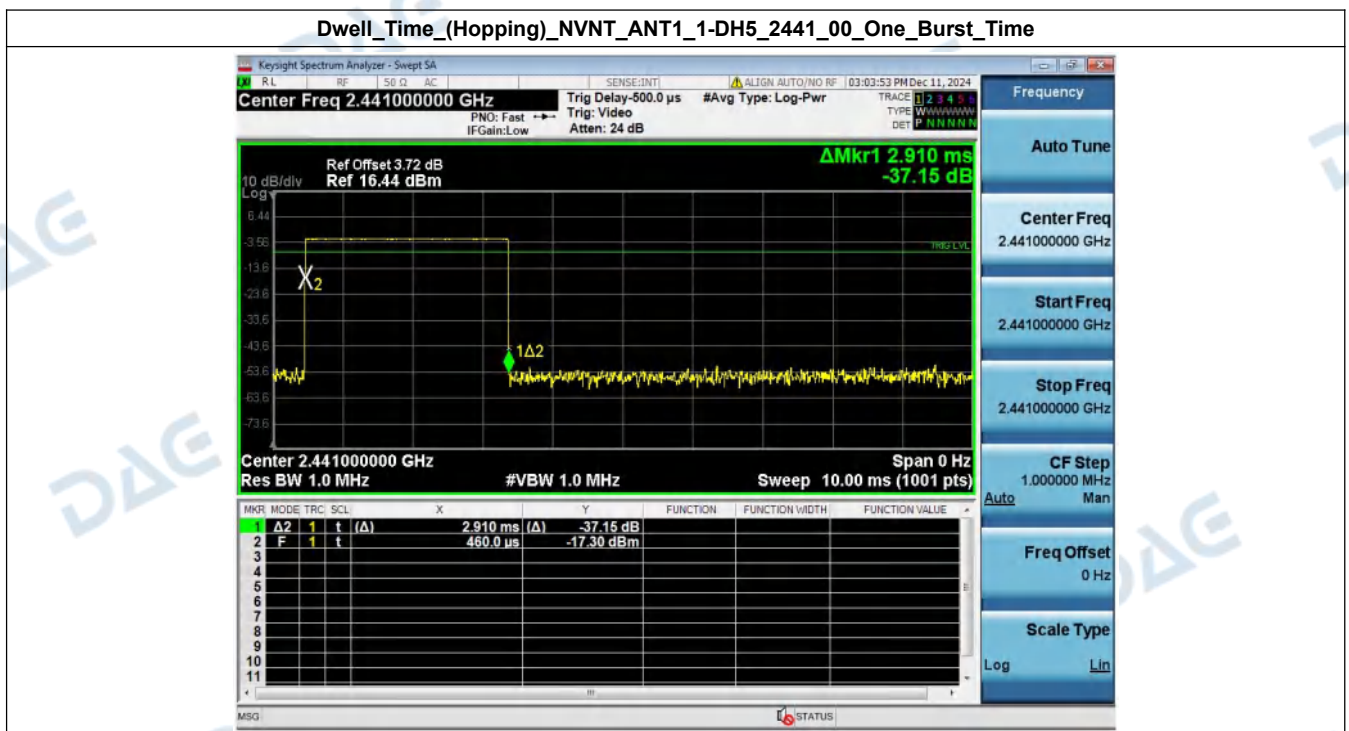 Dwell_Time_(Hopping)_NVNT_ANT1_1-DH5_2441_00_One_Burst_Time
Keysight Spectrum Analyzer - Swept SA
RL RF 50 Ω AC SENSE:INT ALIGN AUTO/NO RF 03:03:53 PM Dec 11, 2024
Center Freq 2.441000000 GHz
PNO: Fast
IFGain:Low
Trig Delay-500.0 µs
Trig: Video
Atten: 24 dB
#Avg Type: Log-Pwr
TRACE 1 2 3 4 5 6
TYPE WWWWWW
DET P N N N N N
ΔMkr1 2.910 ms
-37.15 dB
Ref Offset 3.72 dB
10 dB/div Ref 16.44 dBm
Log
6.44
-3.56
-13.6
-23.6
-33.6
-43.6
-53.6
-63.6
-73.6
TRIG LVL
X2
1Δ2
Center 2.441000000 GHz Span 0 Hz
Res BW 1.0 MHz #VBW 1.0 MHz Sweep 10.00 ms (1001 pts)
MKR MODE TRC SCL X Y FUNCTION FUNCTION WIDTH FUNCTION VALUE
1 Δ2 1 t (Δ) 2.910 ms (Δ) -37.15 dB
2 F 1 t 460.0 µs -17.30 dBm
3
4
5
6
7
8
9
10
11
MSG STATUS
Frequency
Auto Tune
Center Freq
2.441000000 GHz
Start Freq
2.441000000 GHz
Stop Freq
2.441000000 GHz
CF Step
1.000000 MHz
Auto Man
Freq Offset
0 Hz
Scale Type
Log Lin
DAE
DAE
DAE